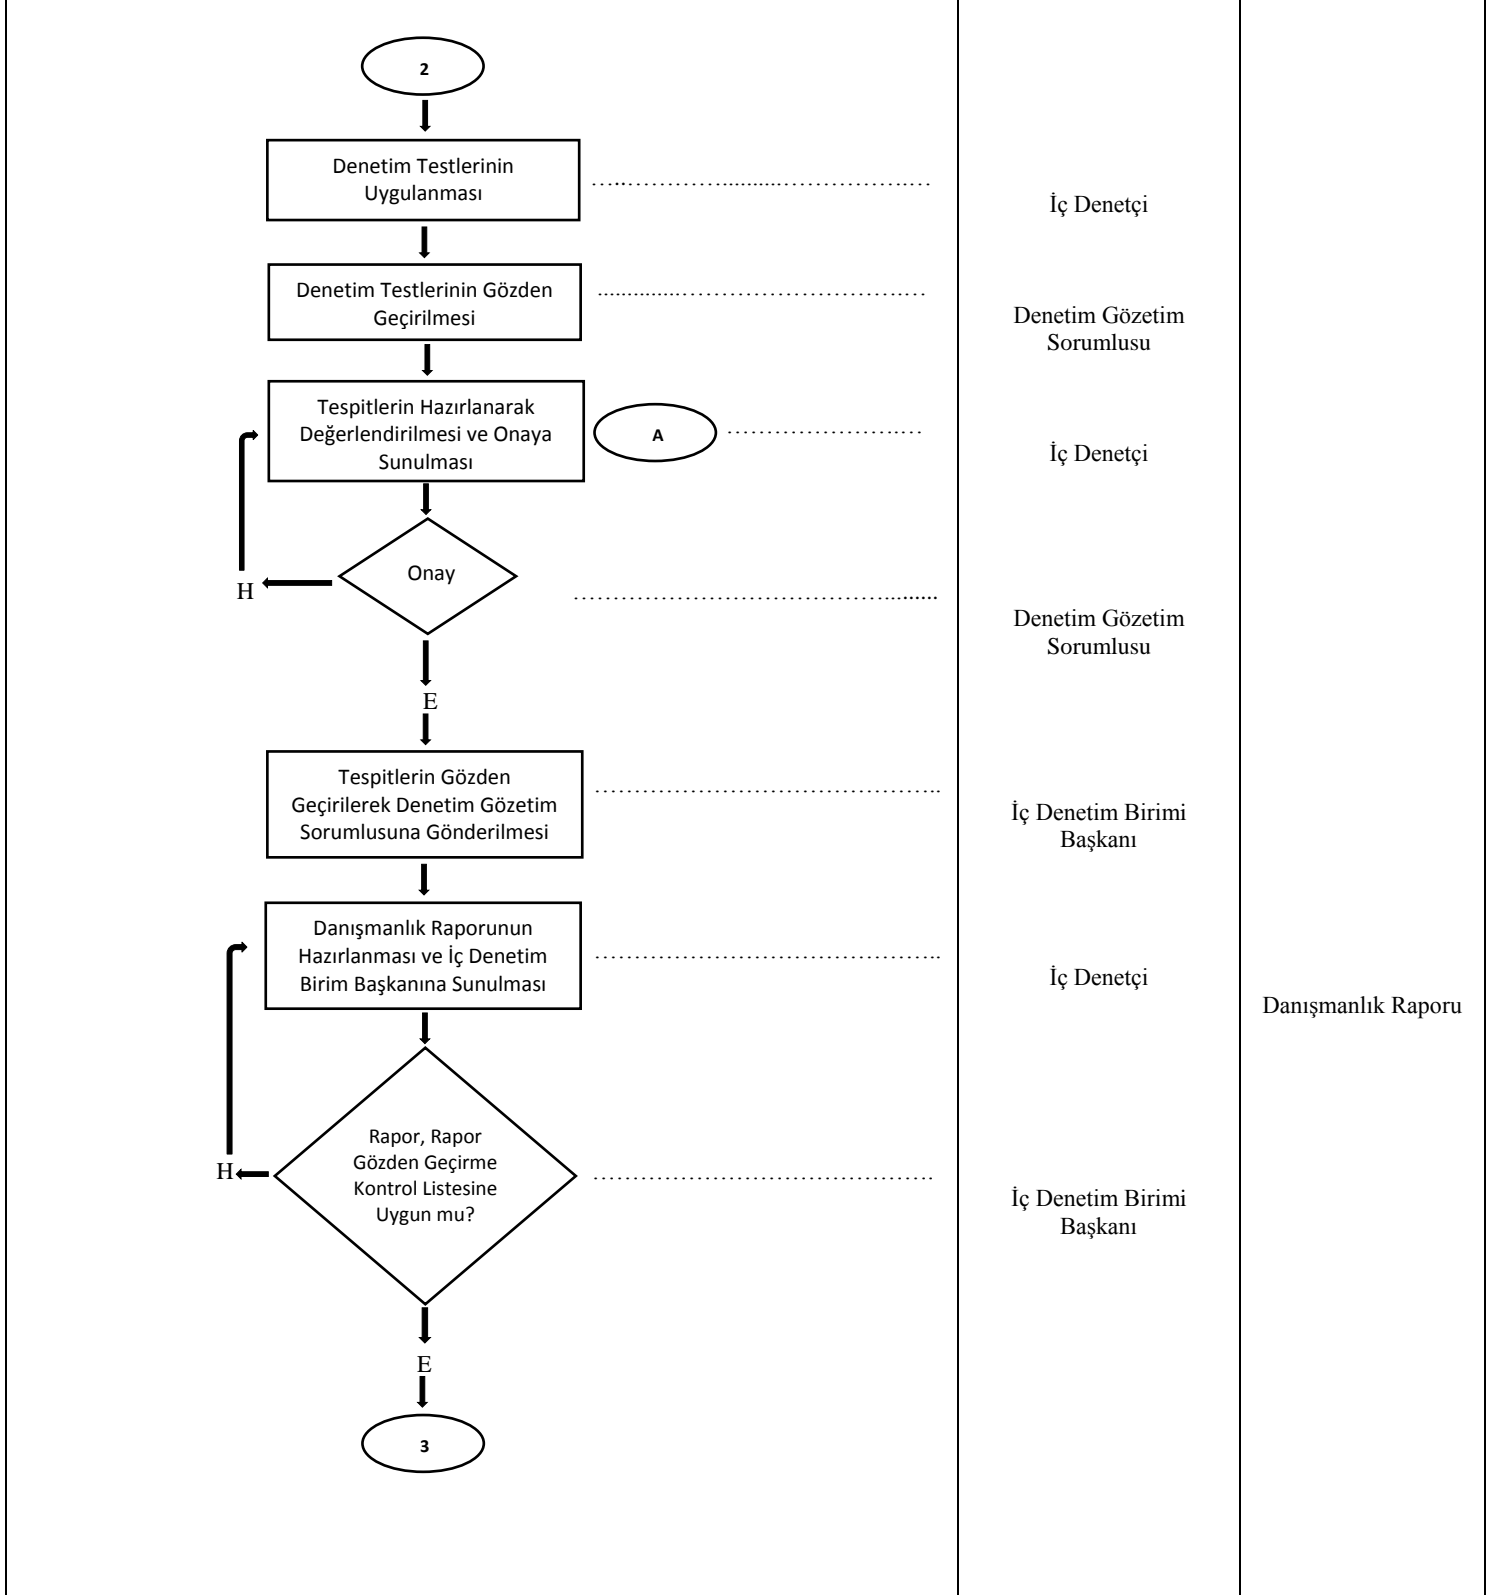 2
Denetim Testlerinin
Uygulanması
…..…………..........……………..…
İç Denetçi
Denetim Testlerinin Gözden
Geçirilmesi
.............…………………………..…
Denetim Gözetim
Sorumlusu
Tespitlerin Hazırlanarak
Değerlendirilmesi ve Onaya
Sunulması
A
……………………..…
İç Denetçi
Onay
H
…………………………………..........
Denetim Gözetim
Sorumlusu
E
Tespitlerin Gözden
Geçirilerek Denetim Gözetim
Sorumlusuna Gönderilmesi
……………………………………..
İç Denetim Birimi
Başkanı
Danışmanlık Raporunun
Hazırlanması ve İç Denetim
Birim Başkanına Sunulması
……………………………………..
İç Denetçi
Danışmanlık Raporu
Rapor, Rapor
Gözden Geçirme
Kontrol Listesine
Uygun mu?
H
…………………………………….
İç Denetim Birimi
Başkanı
E
3